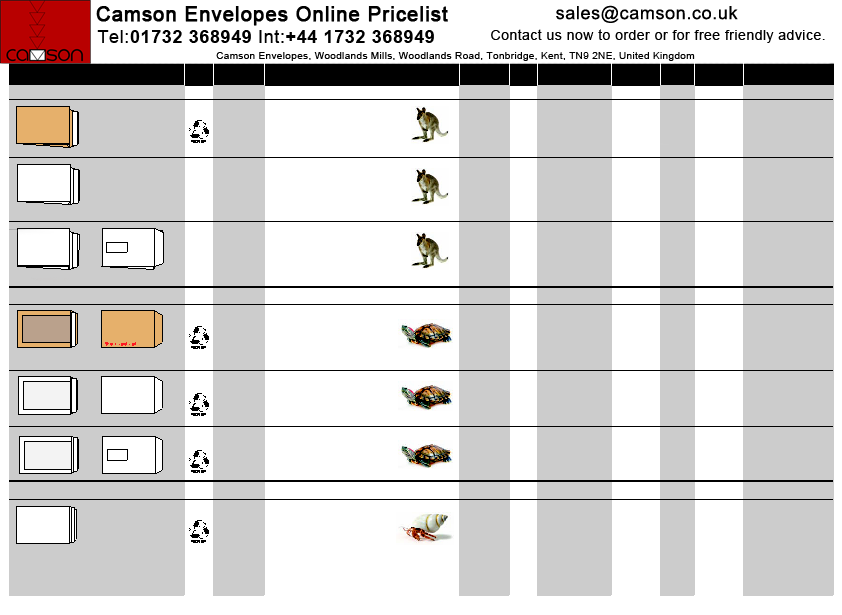 Camson Envelopes Online Pricelist
sales@camson.co.uk
Tel:01732 368949 Int:+44 1732 368949
Contact us now to order or for free friendly advice.
Camson Envelopes, Woodlands Mills, Woodlands Road, Tonbridge, Kent, TN9 2NE, United Kingdom
camson